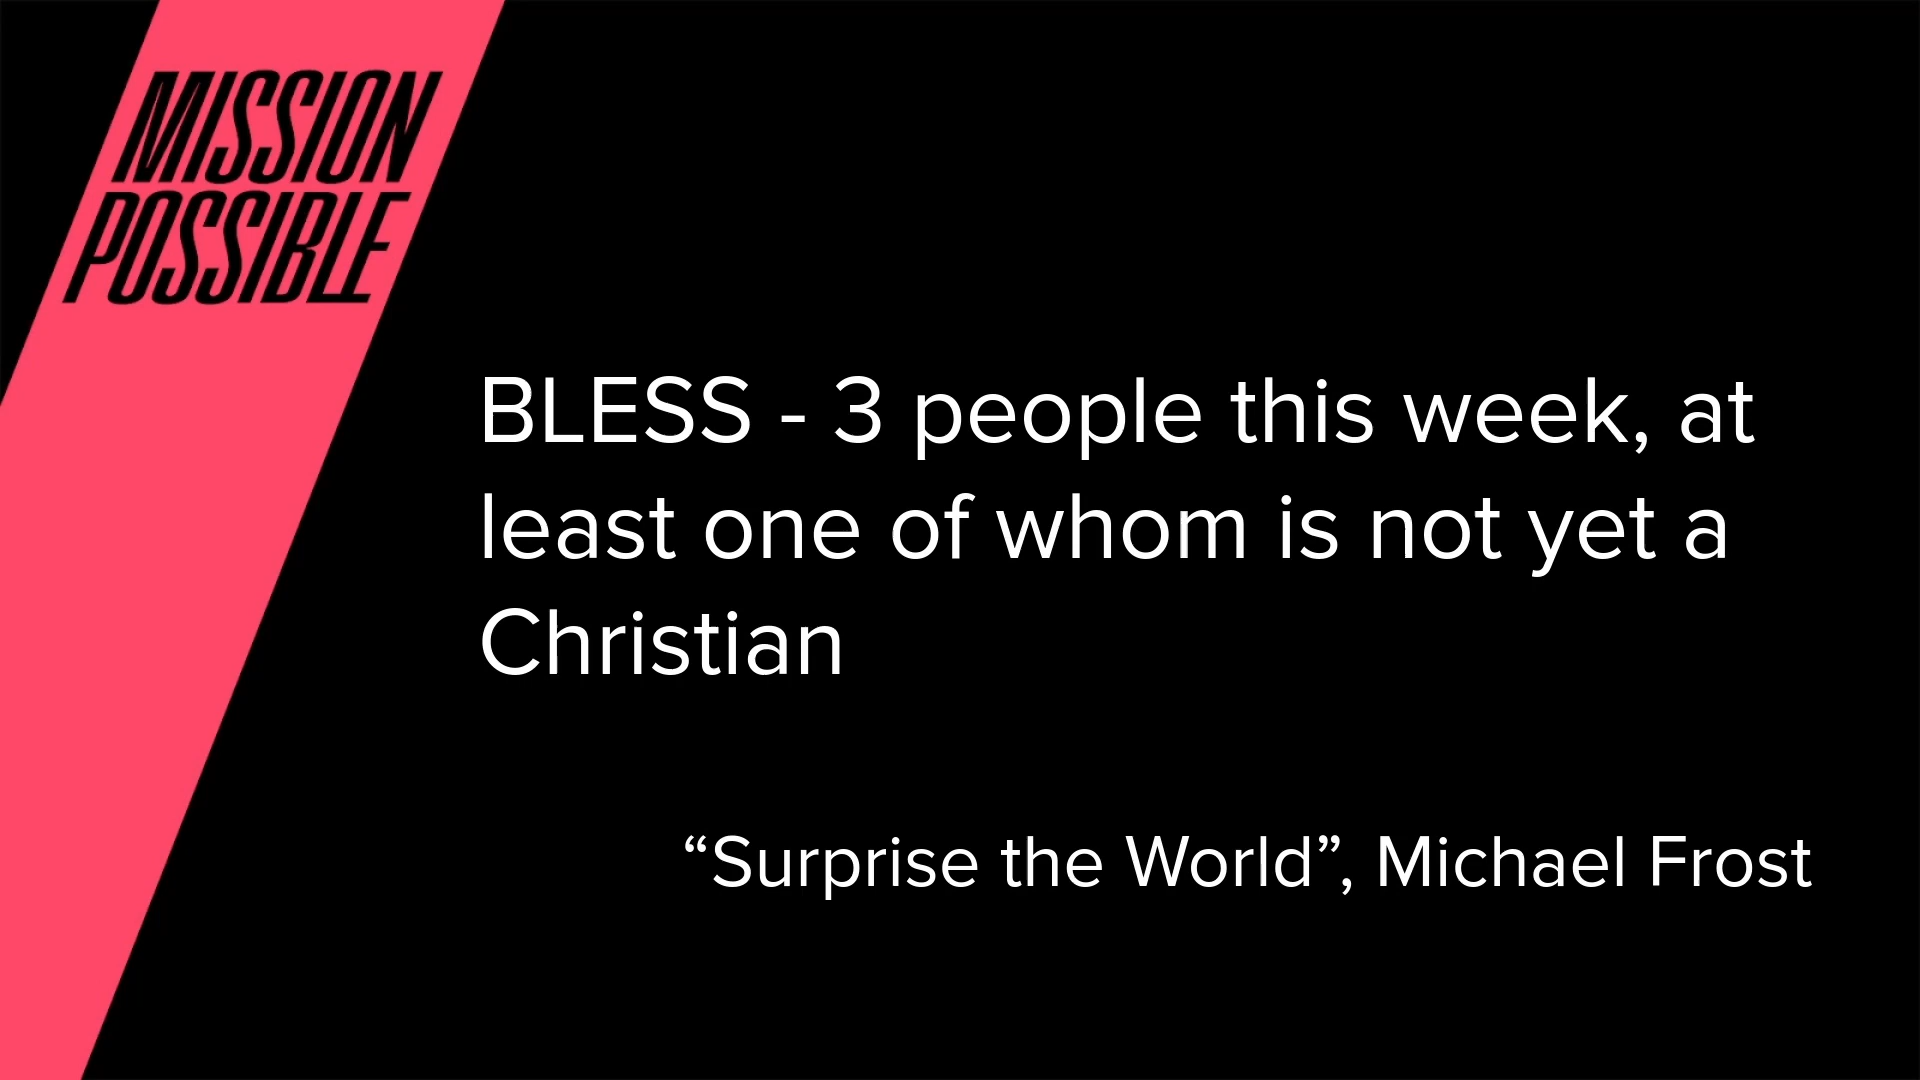 MISSION
POSSIBLE
BLESS - 3 people this week, at
least one of whom is not yet a
Christian
“Surprise the World”, Michael Frost